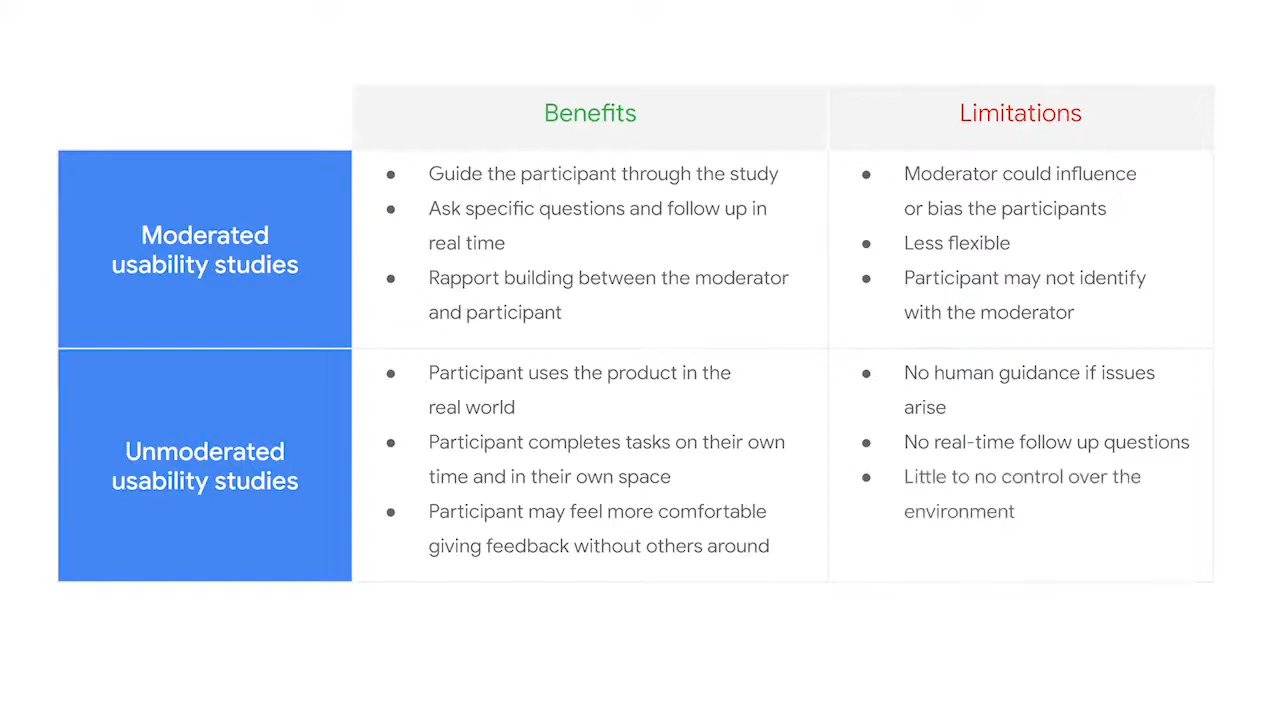 Benefits
Limitations
Moderated
usability studies
● Guide the participant through the study
● Ask specific questions and follow up in
real time
● Rapport building between the moderator
and participant
● Moderator could influence
or bias the participants
● Less flexible
● Participant may not identify
with the moderator
Unmoderated
usability studies
● Participant uses the product in the
real world
● Participant completes tasks on their own
time and in their own space
● Participant may feel more comfortable
giving feedback without others around
● No human guidance if issues
arise
● No real-time follow up questions
● Little to no control over the
environment